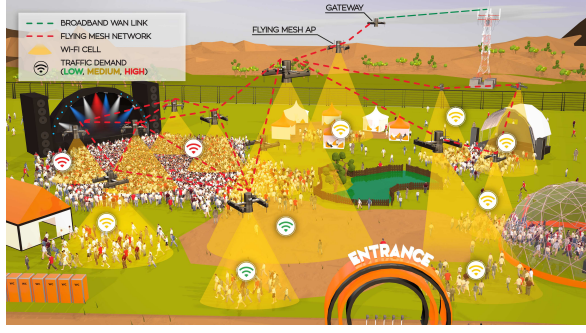 BROADBAND WAN LINK
FLYING MESH NETWORK
WI-FI CELL
TRAFFIC DEMAND
(LOW, MEDIUM, HIGH)
GATEWAY
FLYING MESH AP
ENTRANCE